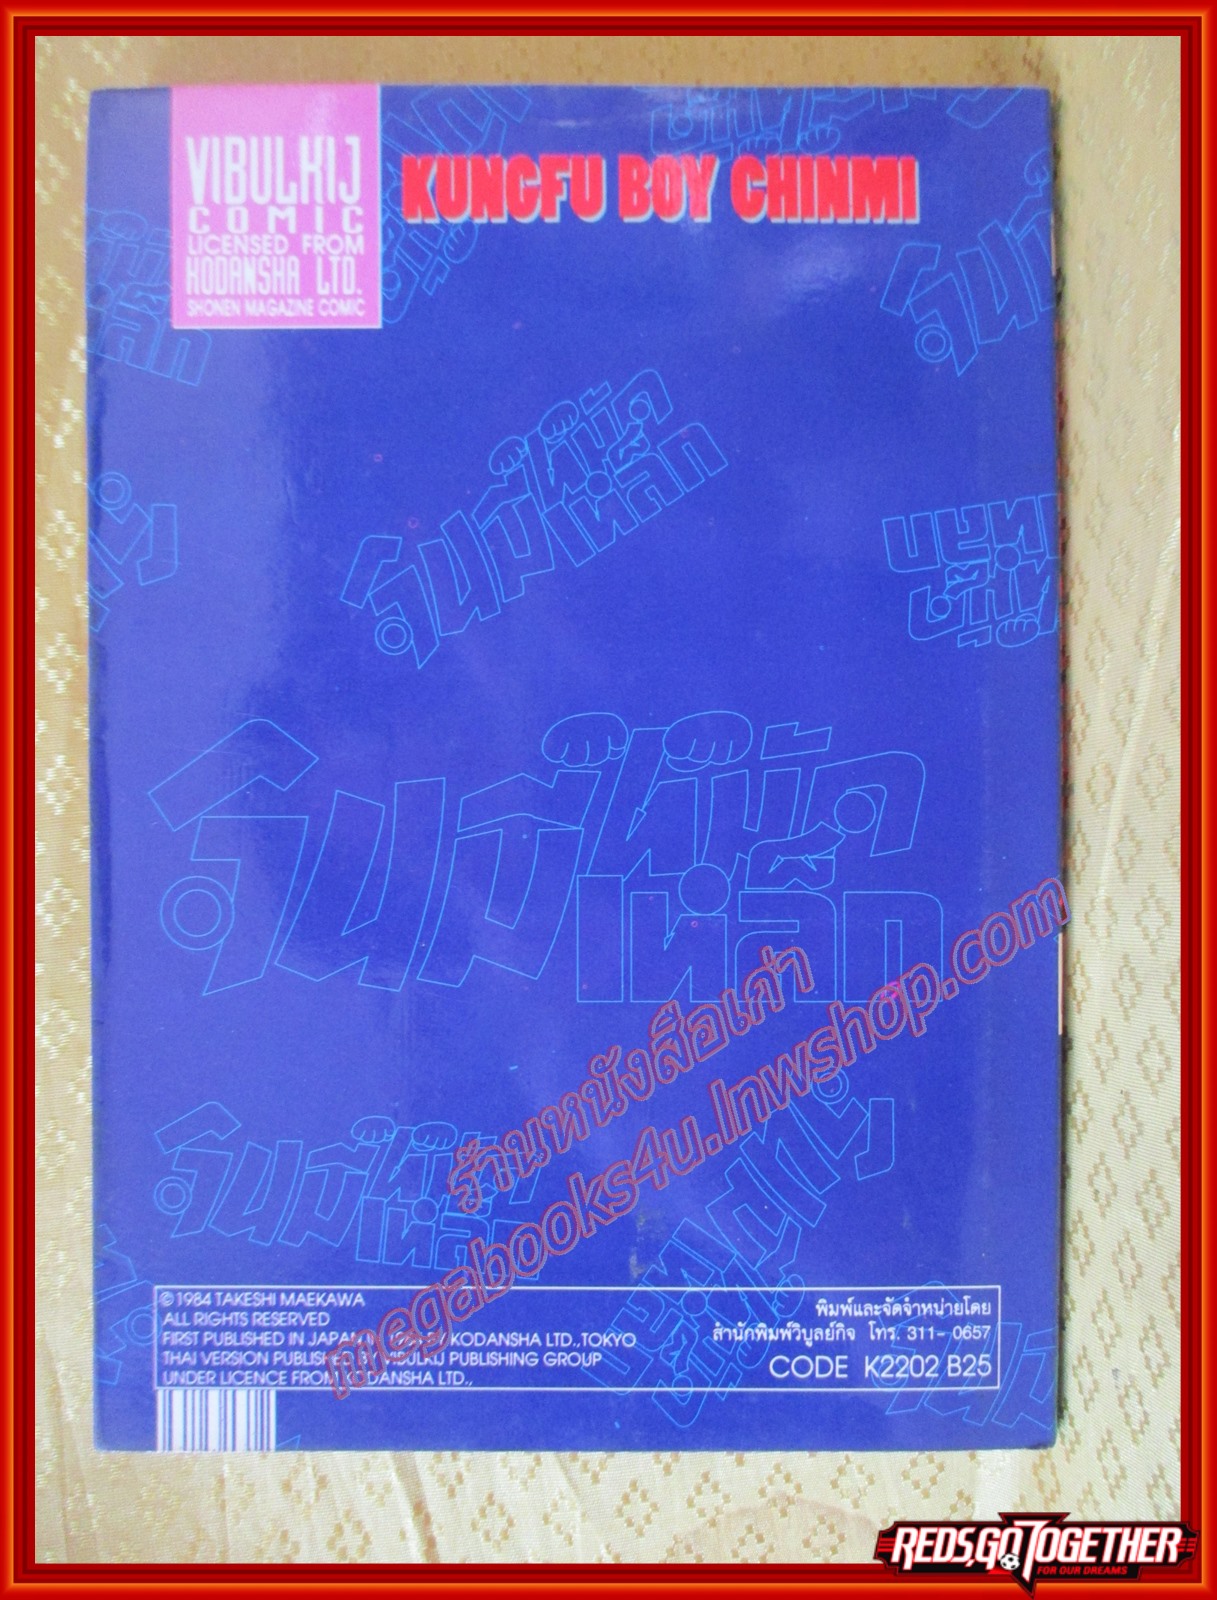 VIBULKIJ
COMIC
LICENSED FROM
KODANSHA LTD.
SHONEN MAGAZINE COMIC
KUNGFU BOY CHINMI
จีนมีทีหมัด
เหล็ก
ร้านหนังสือเก่า
megabooks4u.lnwshop.com
© 1984 TAKESHI MAEKAWA
ALL RIGHTS RESERVED
FIRST PUBLISHED IN JAPAN IN 1984 BY KODANSHA LTD.,TOKYO
THAI VERSION PUBLISHED BY VIBULKIJ PUBLISHING GROUP
UNDER LICENCE FROM KODANSHA LTD.,
พิมพ์และจัดจำหน่ายโดย
สำนักพิมพ์วิบูลย์กิจ โทร. 311- 0657
CODE K2202 B25
REDS,GO TOGETHER
FOR OUR DREAMS